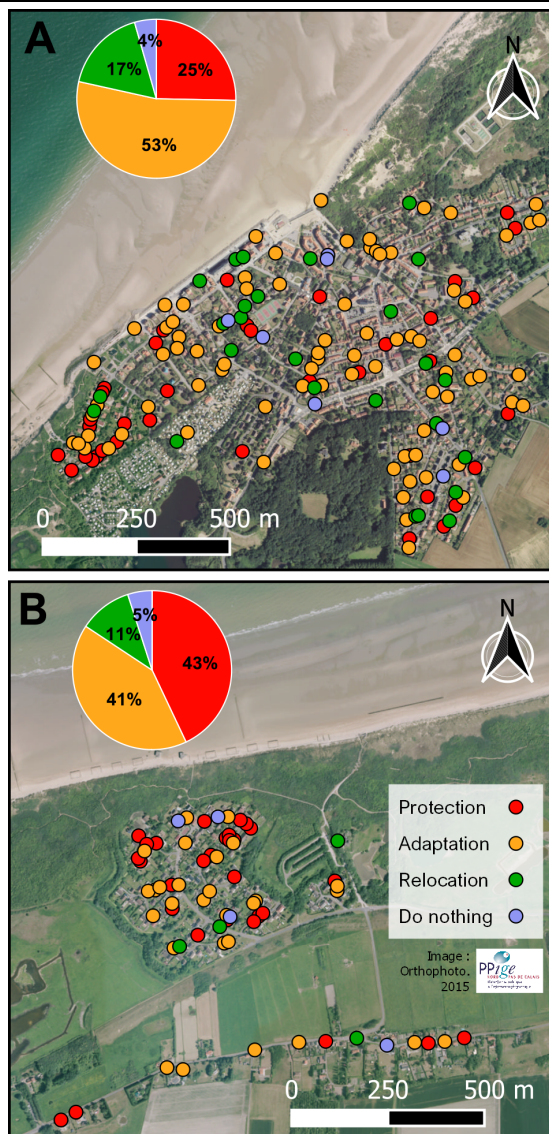 A
4%
17%
25%
53%
N
0 250 500 m
B
5%
11%
43%
41%
N
Protection
Adaptation
Relocation
Do nothing
Image :
Orthophoto.
2015
PPige
0 250 500 m